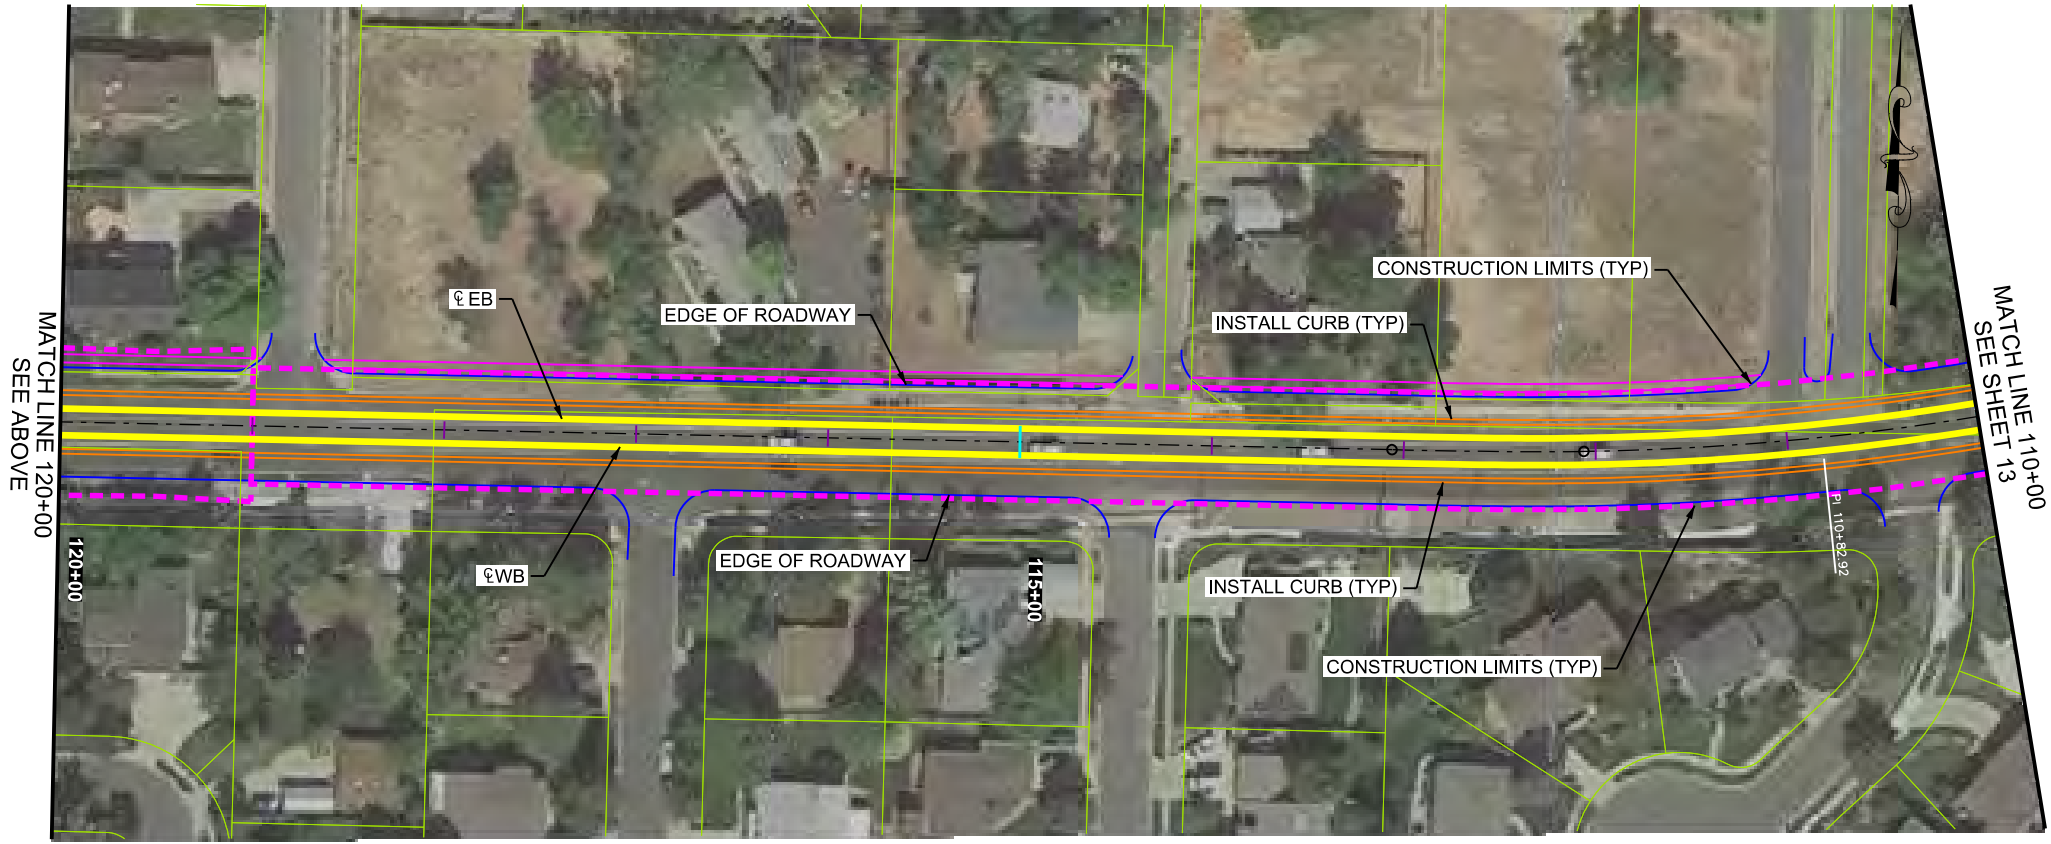 CONSTRUCTION LIMITS (TYP)
℄ EB
EDGE OF ROADWAY
INSTALL CURB (TYP)
MATCH LINE 120+00
SEE ABOVE
MATCH LINE 110+00
SEE SHEET 13
PI 110+82.92
120+00
℄WB
EDGE OF ROADWAY
115+00
INSTALL CURB (TYP)
CONSTRUCTION LIMITS (TYP)